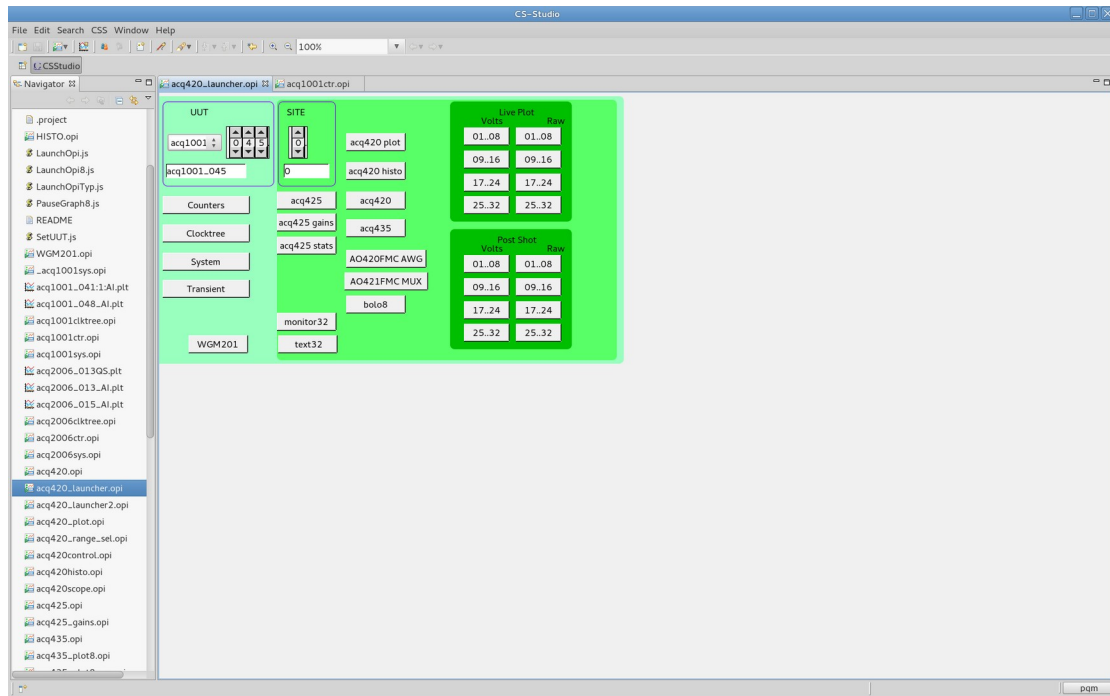 CS-Studio
File Edit Search CSS Window Help
100%
CSStudio
Navigator
acq420_launcher.opi
acq1001ctr.opi
.project
HISTO.opi
LaunchOpi.js
LaunchOpi8.js
LaunchOpiTyp.js
PauseGraph8.js
README
SetUUT.js
WGM201.opi
_acq1001sys.opi
acq1001_041:1:AI.plt
acq1001_048_AI.plt
acq1001clktree.opi
acq1001ctr.opi
acq1001sys.opi
acq2006_013QS.plt
acq2006_013_AI.plt
acq2006_015_AI.plt
acq2006clktree.opi
acq2006ctr.opi
acq2006sys.opi
acq420.opi
acq420_launcher.opi
acq420_launcher2.opi
acq420_plot.opi
acq420_range_sel.opi
acq420control.opi
acq420histo.opi
acq420scope.opi
acq425.opi
acq425_gains.opi
acq435.opi
acq435_plot8.opi
UUT
acq1001
0 4 5
acq1001_045
Counters
Clocktree
System
Transient
WGM201
SITE
0
0
acq425
acq425 gains
acq425 stats
monitor32
text32
acq420 plot
acq420 histo
acq420
acq435
AO420FMC AWG
AO421FMC MUX
bolo8
Live Plot
Volts Raw
01..08 01..08
09..16 09..16
17..24 17..24
25..32 25..32
Post Shot
Volts Raw
01..08 01..08
09..16 09..16
17..24 17..24
25..32 25..32
pqm